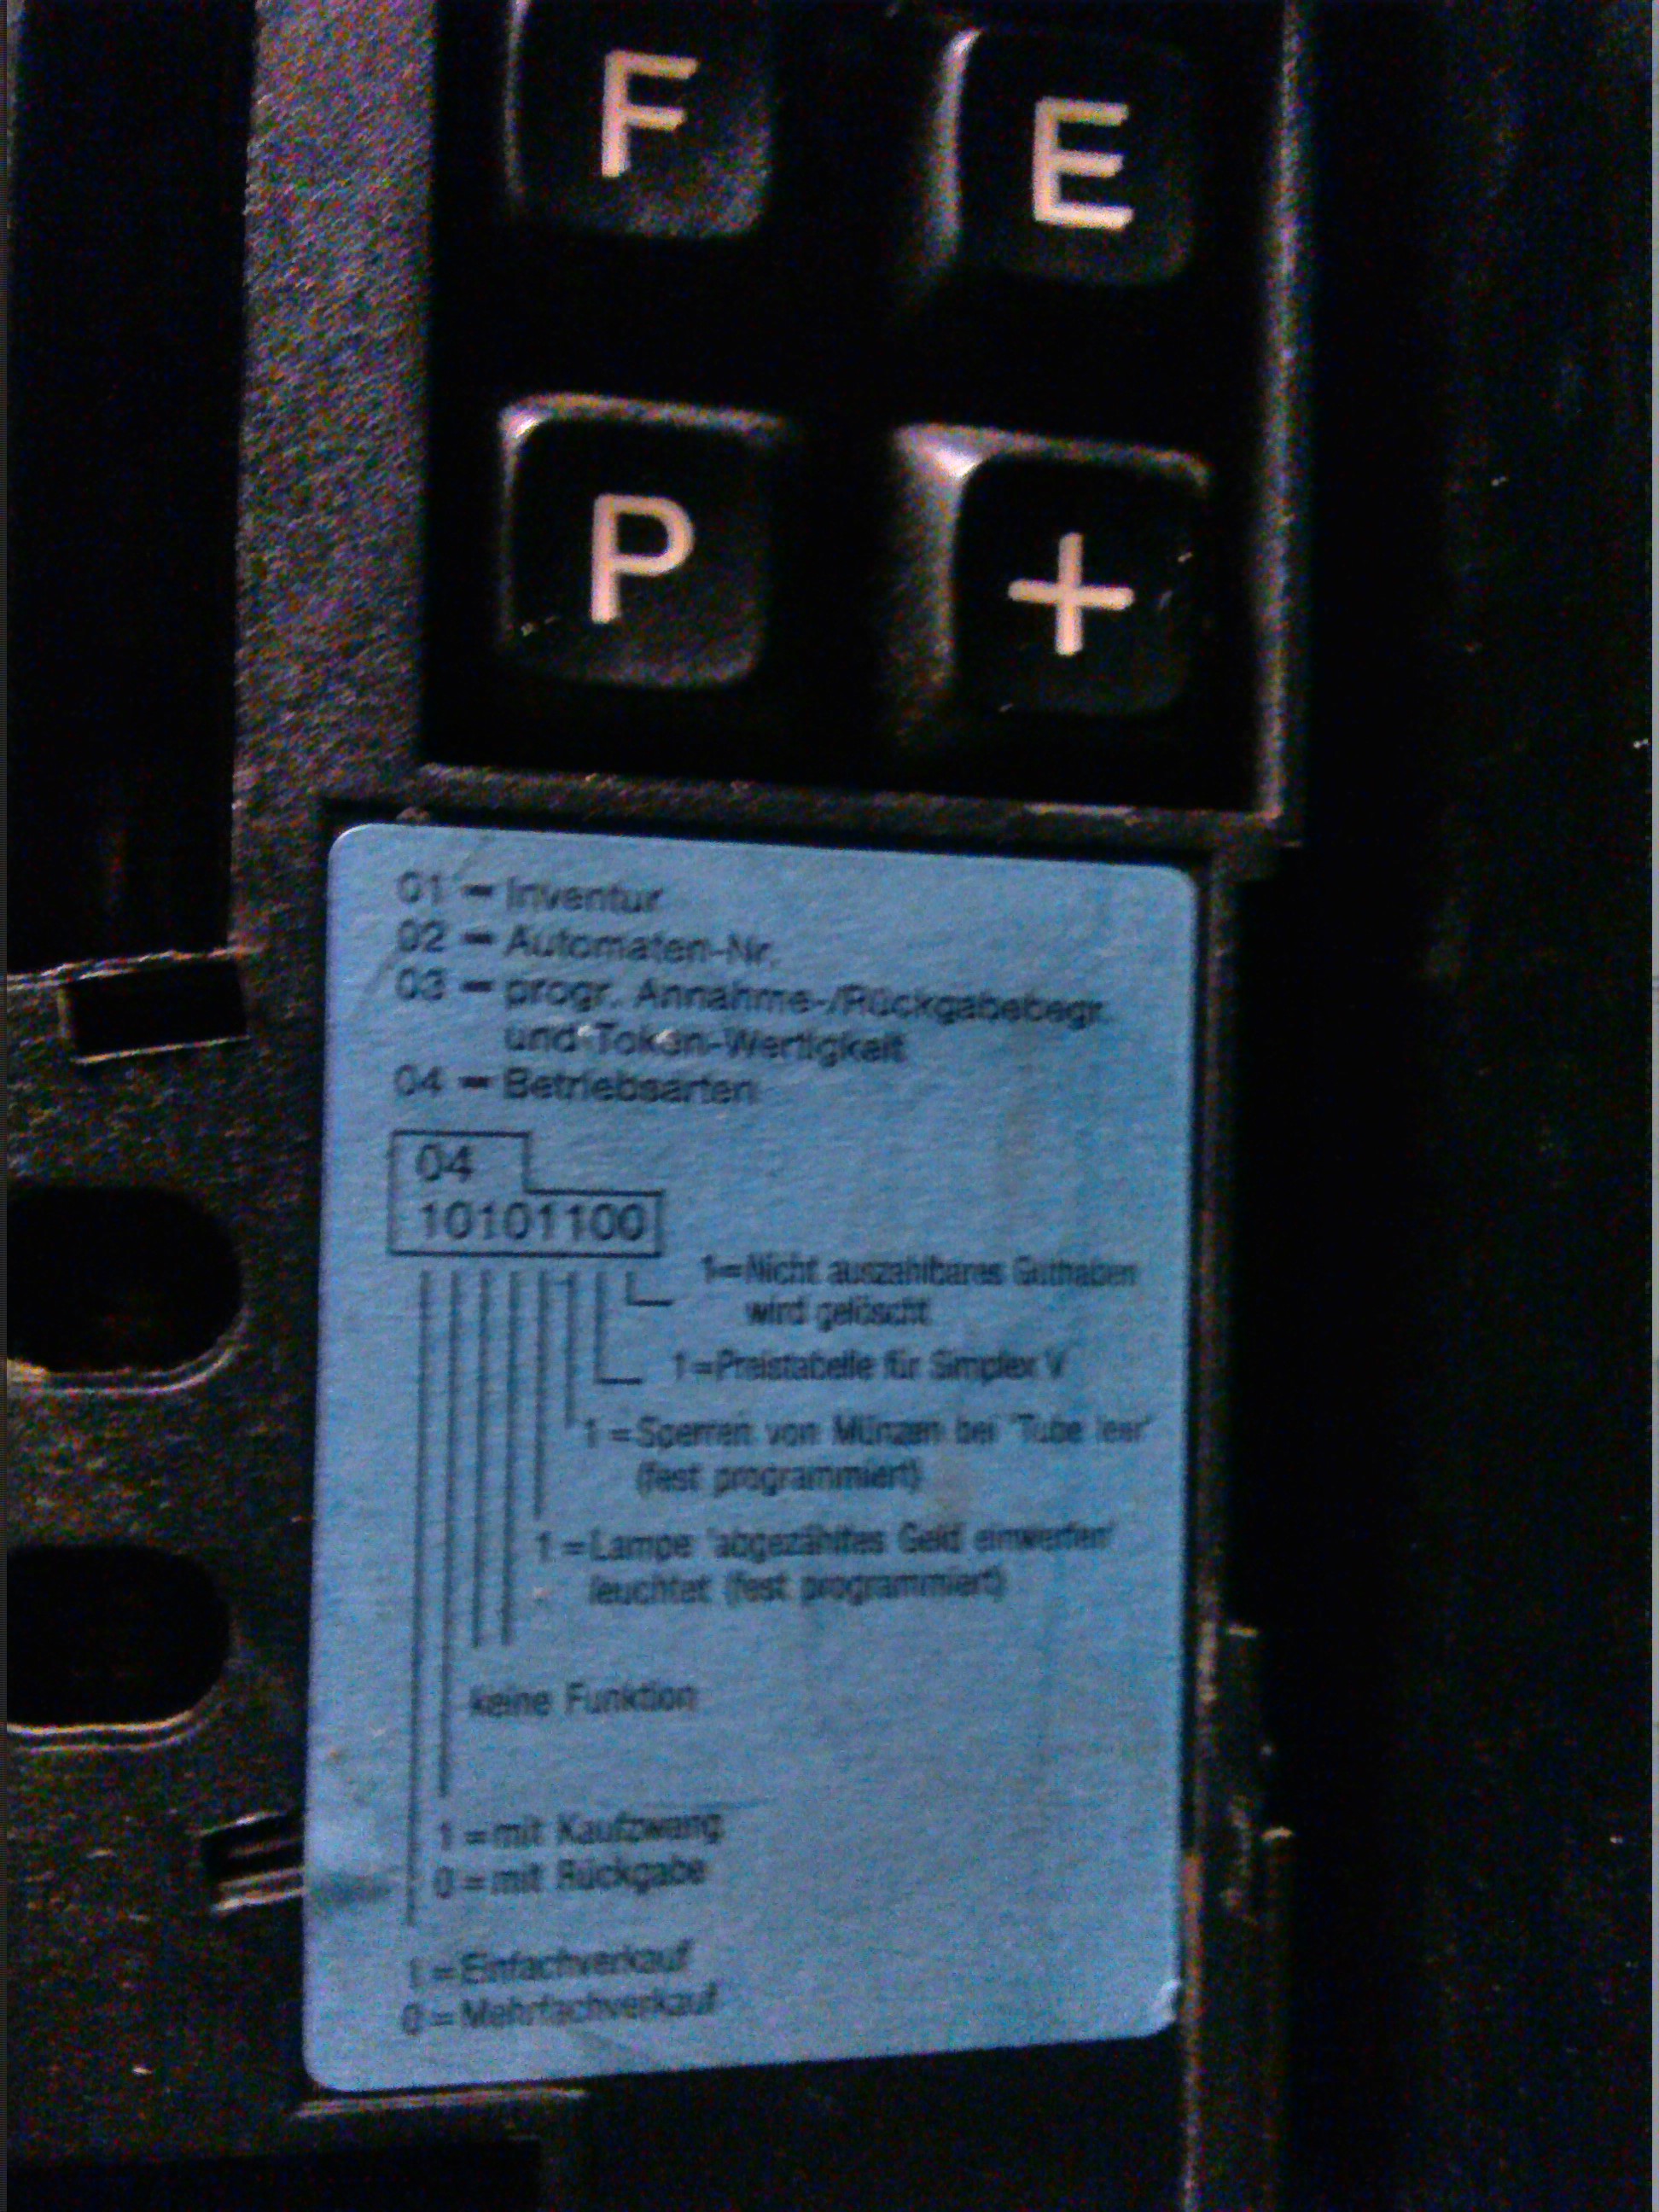 F E
P +
01 – Inventur
02 – Automaten-Nr.
03 – progr. Annahme-/Rückgabebegr.
und Token-Wertigkeit
04 – Betriebsarten
04
10101100
1=Nicht auszahlbares Guthaben
wird gelöscht
1=Preistabelle für Simplex V
1=Sperren von Münzen bei 'Tube leer'
(fest programmiert)
1=Lampe 'abgezähltes Geld einwerfen'
leuchtet (fest programmiert)
keine Funktion
1=mit Kaufzwang
0=mit Rückgabe
1=Einfachverkauf
0=Mehrfachverkauf